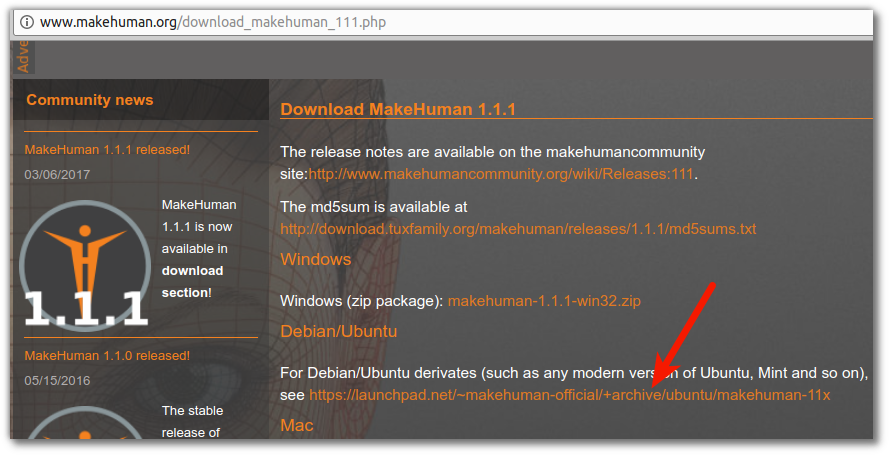 www.makehuman.org/download_makehuman_111.php
Adve
Community news
MakeHuman 1.1.1 released!
03/06/2017
MakeHuman
1.1.1 is now
available in
download
section!
1.1.1
MakeHuman 1.1.0 released!
05/15/2016
The stable
release of
Download MakeHuman 1.1.1
The release notes are available on the makehumancommunity
site:http://www.makehumancommunity.org/wiki/Releases:111.
The md5sum is available at
http://download.tuxfamily.org/makehuman/releases/1.1.1/md5sums.txt
Windows
Windows (zip package): makehuman-1.1.1-win32.zip
Debian/Ubuntu
For Debian/Ubuntu derivates (such as any modern version of Ubuntu, Mint and so on),
see https://launchpad.net/~makehuman-official/+archive/ubuntu/makehuman-11x
Mac